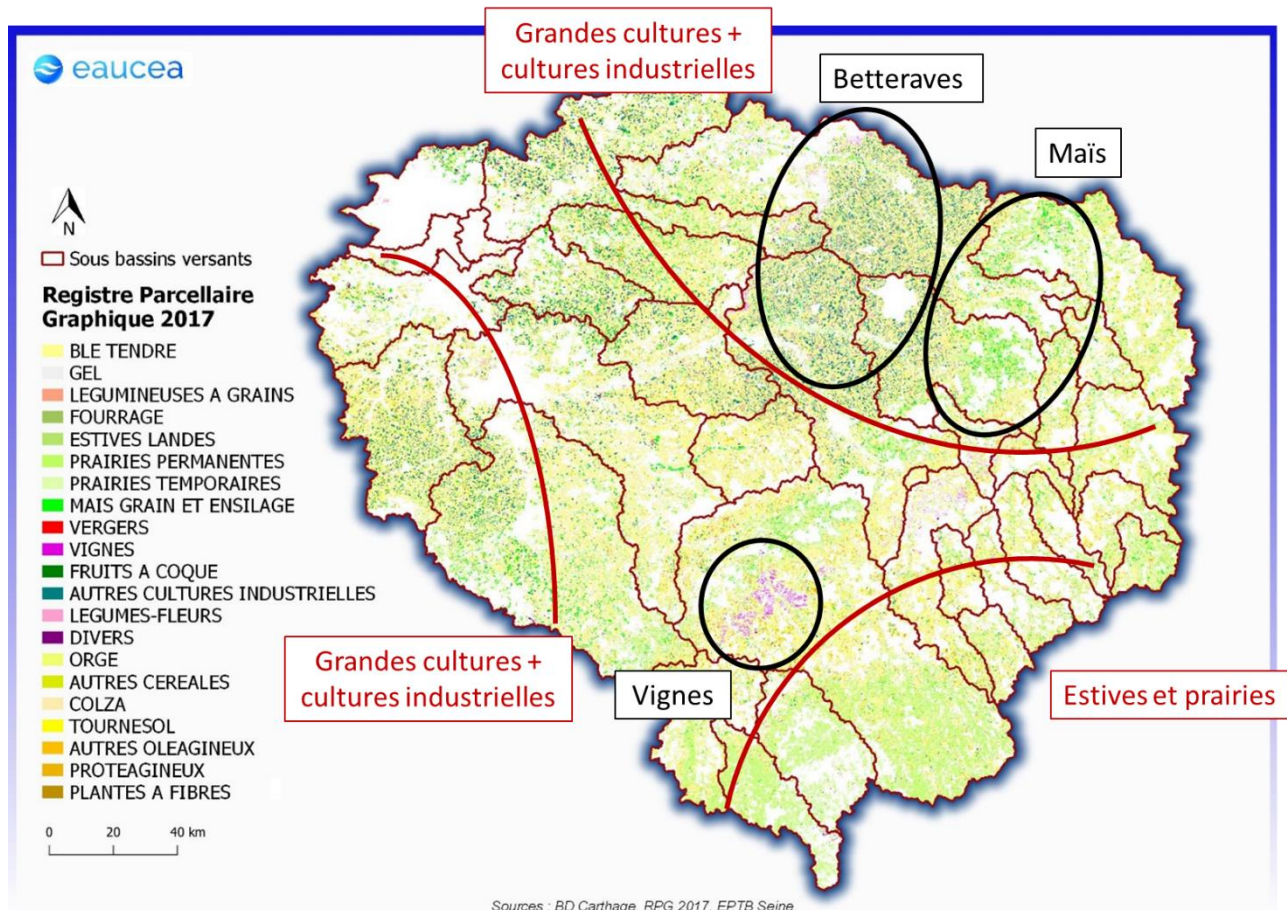 Grandes cultures +
cultures industrielles
eaucea
Betteraves
Maïs
N
Sous bassins versants
Registre Parcellaire
Graphique 2017
BLE TENDRE
GEL
LEGUMINEUSES A GRAINS
FOURRAGE
ESTIVES LANDES
PRAIRIES PERMANENTES
PRAIRIES TEMPORAIRES
MAIS GRAIN ET ENSILAGE
VERGERS
VIGNES
FRUITS A COQUE
AUTRES CULTURES INDUSTRIELLES
LEGUMES-FLEURS
DIVERS
ORGE
AUTRES CEREALES
COLZA
TOURNESOL
AUTRES OLEAGINEUX
PROTEAGINEUX
PLANTES A FIBRES
0 20 40 km
Grandes cultures +
cultures industrielles
Vignes
Estives et prairies
Sources : BD Carthage, RPG 2017, EPTB Seine